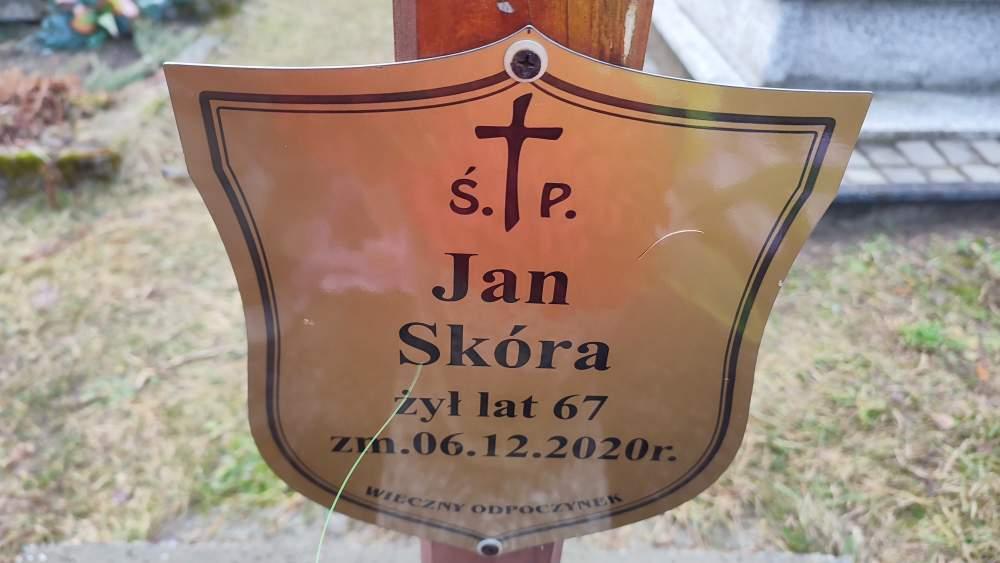 Ś. P.
Jan
Skóra
żył lat 67
zm.06.12.2020r.
WIECZNY ODPOCZYNEK